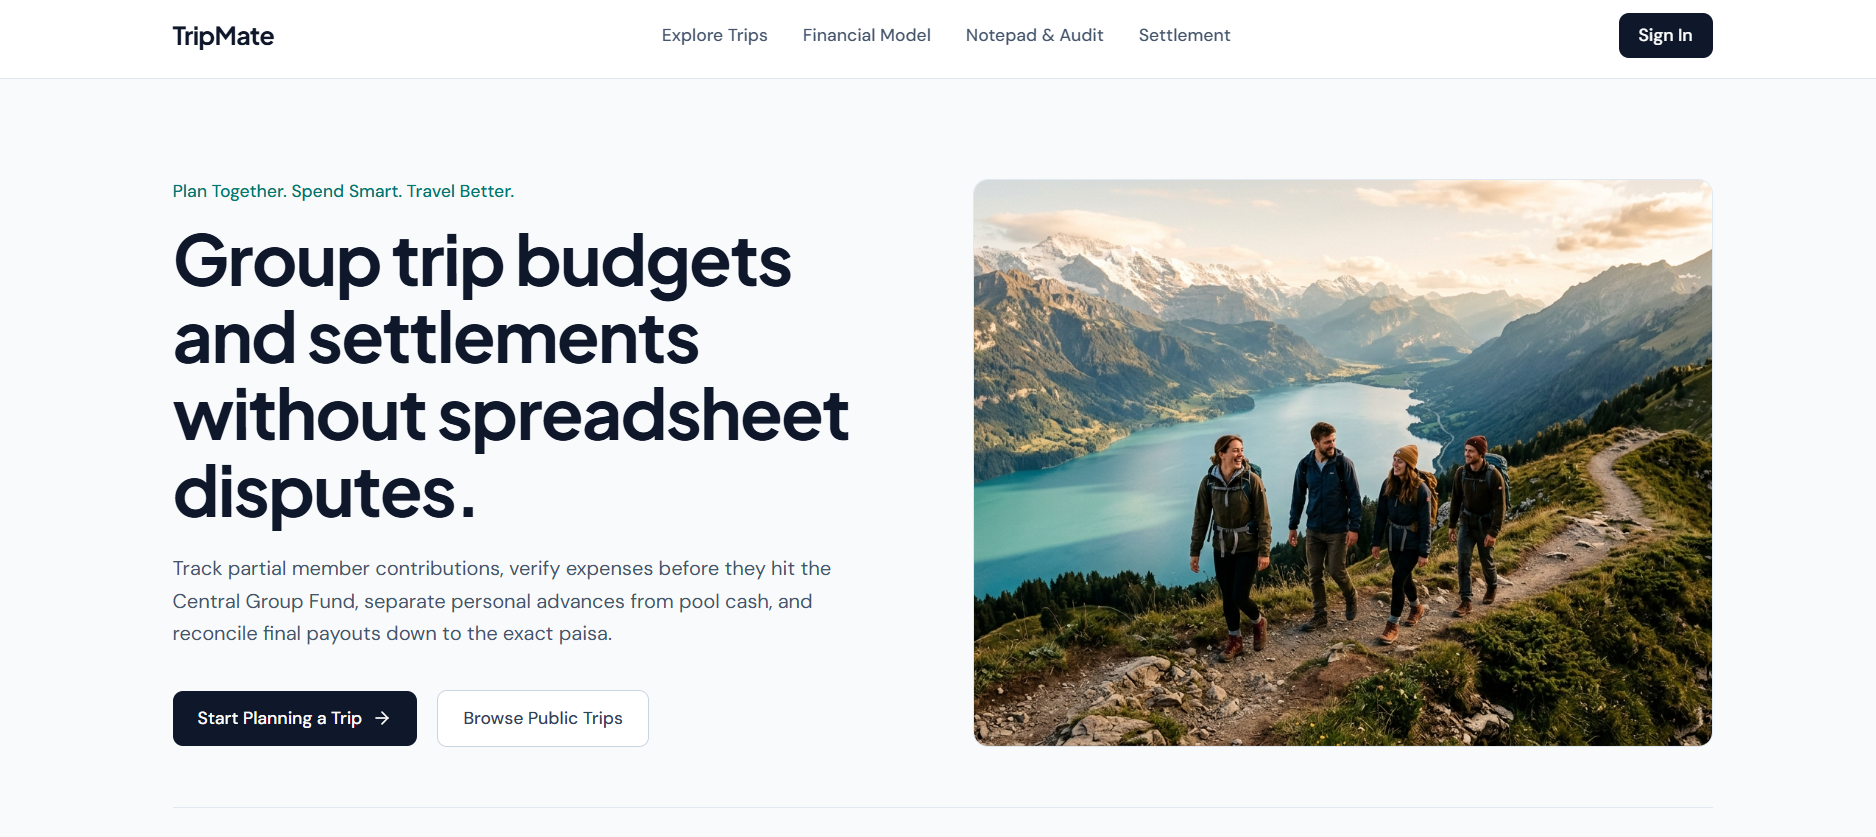 TripMate
Explore Trips
Financial Model
Notepad & Audit
Settlement
Sign In
Plan Together. Spend Smart. Travel Better.
Group trip budgets
and settlements
without spreadsheet
disputes.
Track partial member contributions, verify expenses before they hit the
Central Group Fund, separate personal advances from pool cash, and
reconcile final payouts down to the exact paisa.
Start Planning a Trip →
Browse Public Trips